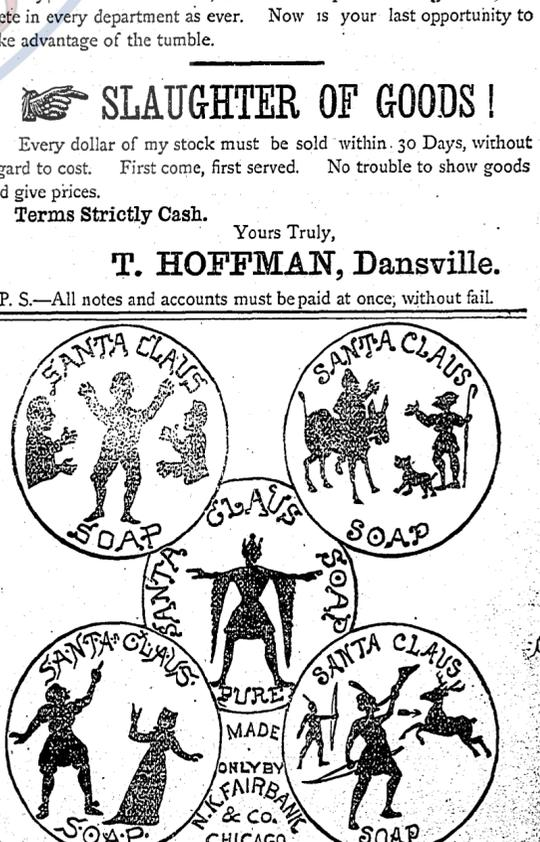 ete in every department as ever. Now is your last opportunity to
ke advantage of the tumble.
SLAUGHTER OF GOODS!
Every dollar of my stock must be sold within 30 Days, without
gard to cost. First come, first served. No trouble to show goods
d give prices.
Terms Strictly Cash.
Yours Truly,
T. HOFFMAN, Dansville.
P. S.—All notes and accounts must be paid at once, without fail.
SANTA CLAUS
SOAP
SANTA CLAUS
SOAP
SANTA CLAUS SOAP
PURE
SANTA CLAUS
SOAP
SANTA CLAUS
SOAP
MADE
ONLY BY
N.K. FAIRBANK
& CO.
CHICAGO